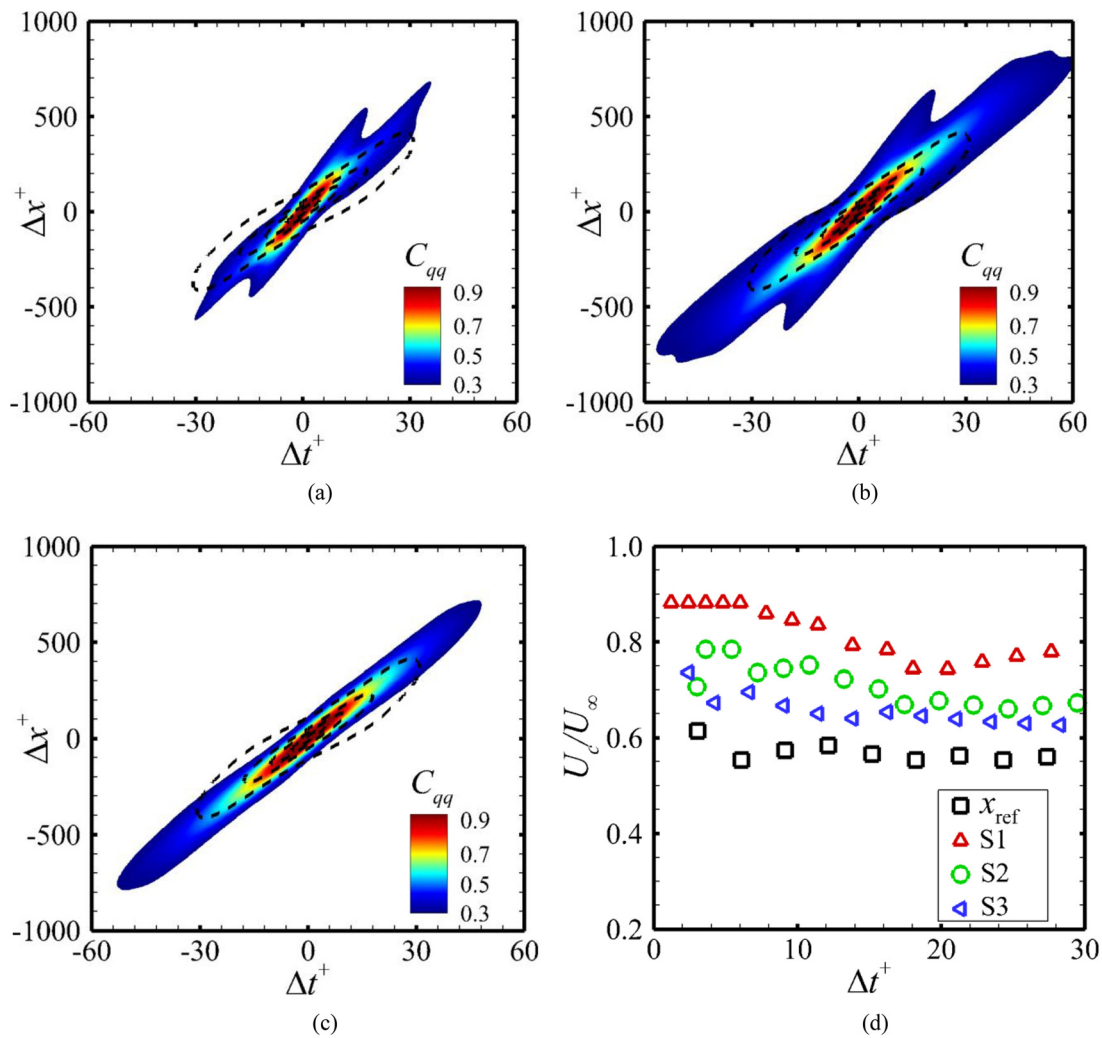 1000
500
0
-500
-1000
Δx⁺
-60 -30 0 30 60
Δt⁺
C_qq
0.9
0.7
0.5
0.3
(a)
1000
500
0
-500
-1000
Δx⁺
-60 -30 0 30 60
Δt⁺
C_qq
0.9
0.7
0.5
0.3
(b)
1000
500
0
-500
-1000
Δx⁺
-60 -30 0 30 60
Δt⁺
C_qq
0.9
0.7
0.5
0.3
(c)
1.0
0.8
0.6
0.4
0.2
U_c/U_∞
0 10 20 30
Δt⁺
x_ref
S1
S2
S3
(d)